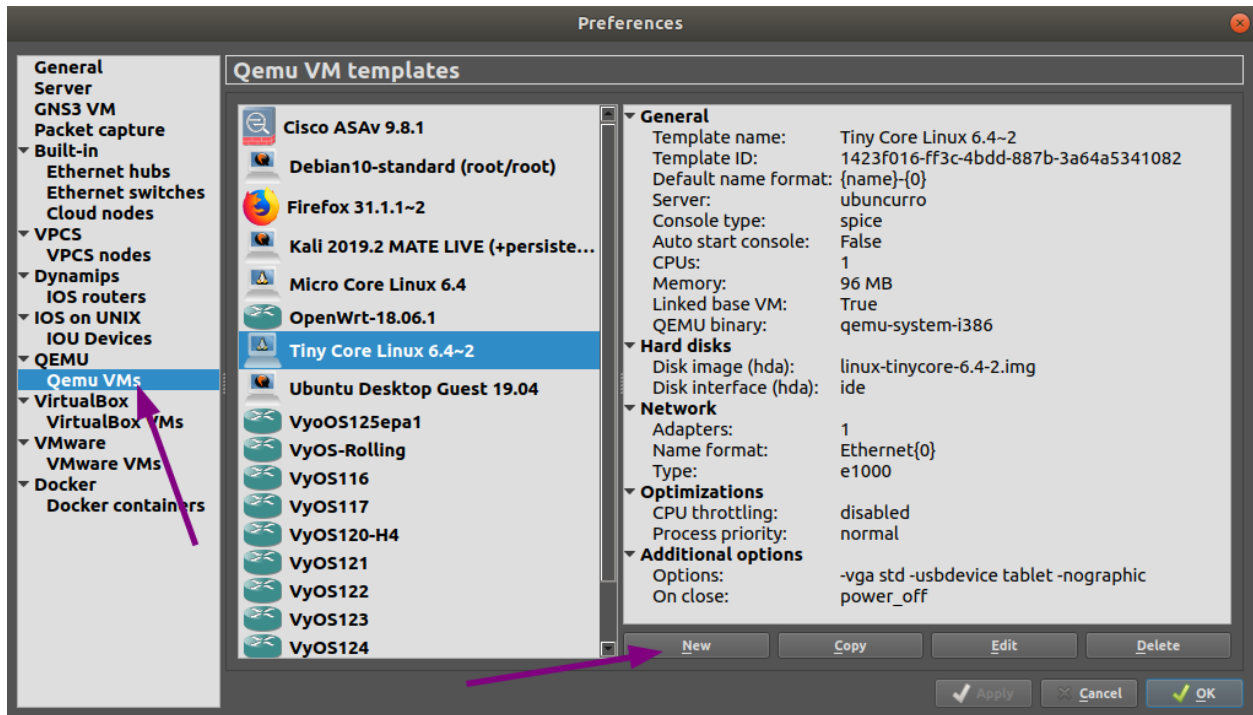 Preferences
General
Server
GNS3 VM
Packet capture
Built-in
Ethernet hubs
Ethernet switches
Cloud nodes
VPCS
VPCS nodes
Dynamips
IOS routers
IOS on UNIX
IOU Devices
QEMU
Qemu VMs
VirtualBox
VirtualBox VMs
VMware
VMware VMs
Docker
Docker containers
Qemu VM templates
Cisco ASAv 9.8.1
Debian10-standard (root/root)
Firefox 31.1.1~2
Kali 2019.2 MATE LIVE (+persiste...
Micro Core Linux 6.4
OpenWrt-18.06.1
Tiny Core Linux 6.4~2
Ubuntu Desktop Guest 19.04
VyoOS125epa1
VyOS-Rolling
VyOS116
VyOS117
VyOS120-H4
VyOS121
VyOS122
VyOS123
VyOS124
General
Template name: Tiny Core Linux 6.4~2
Template ID: 1423f016-ff3c-4bdd-887b-3a64a5341082
Default name format: {name}-{0}
Server: ubuncurro
Console type: spice
Auto start console: False
CPUs: 1
Memory: 96 MB
Linked base VM: True
QEMU binary: qemu-system-i386
Hard disks
Disk image (hda): linux-tinycore-6.4-2.img
Disk interface (hda): ide
Network
Adapters: 1
Name format: Ethernet{0}
Type: e1000
Optimizations
CPU throttling: disabled
Process priority: normal
Additional options
Options: -vga std -usbdevice tablet -nographic
On close: power_off
New Copy Edit Delete
Apply Cancel OK